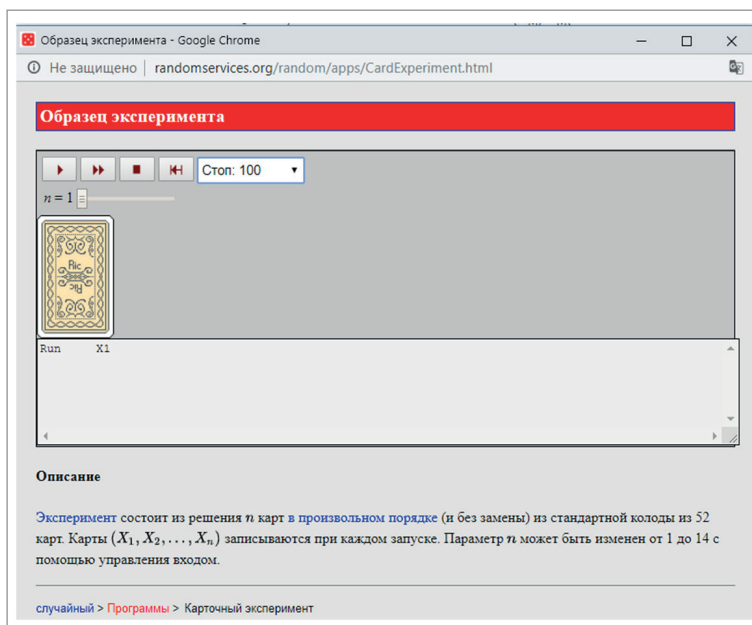 Образец эксперимента - Google Chrome
Не защищено | randomservices.org/random/apps/CardExperiment.html
Образец эксперимента
Стоп: 100
n = 1
Ric
Ric
Run X1
Описание
Эксперимент состоит из решения n карт в произвольном порядке (и без замены) из стандартной колоды из 52
карт. Карты (X₁, X₂, . . . , Xₙ) записываются при каждом запуске. Параметр n может быть изменен от 1 до 14 с
помощью управления входом.
случайный > Программы > Карточный эксперимент